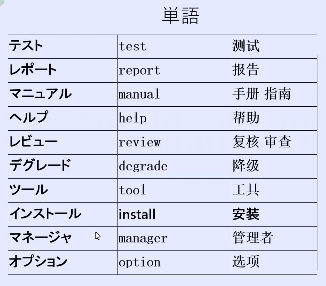 単語
テスト test 测试
レポート report 报告
マニュアル manual 手册 指南
ヘルプ help 帮助
レビュー review 复核 审查
デグレード degrade 降级
ツール tool 工具
インストール install 安装
マネージャ manager 管理者
オプション option 选项